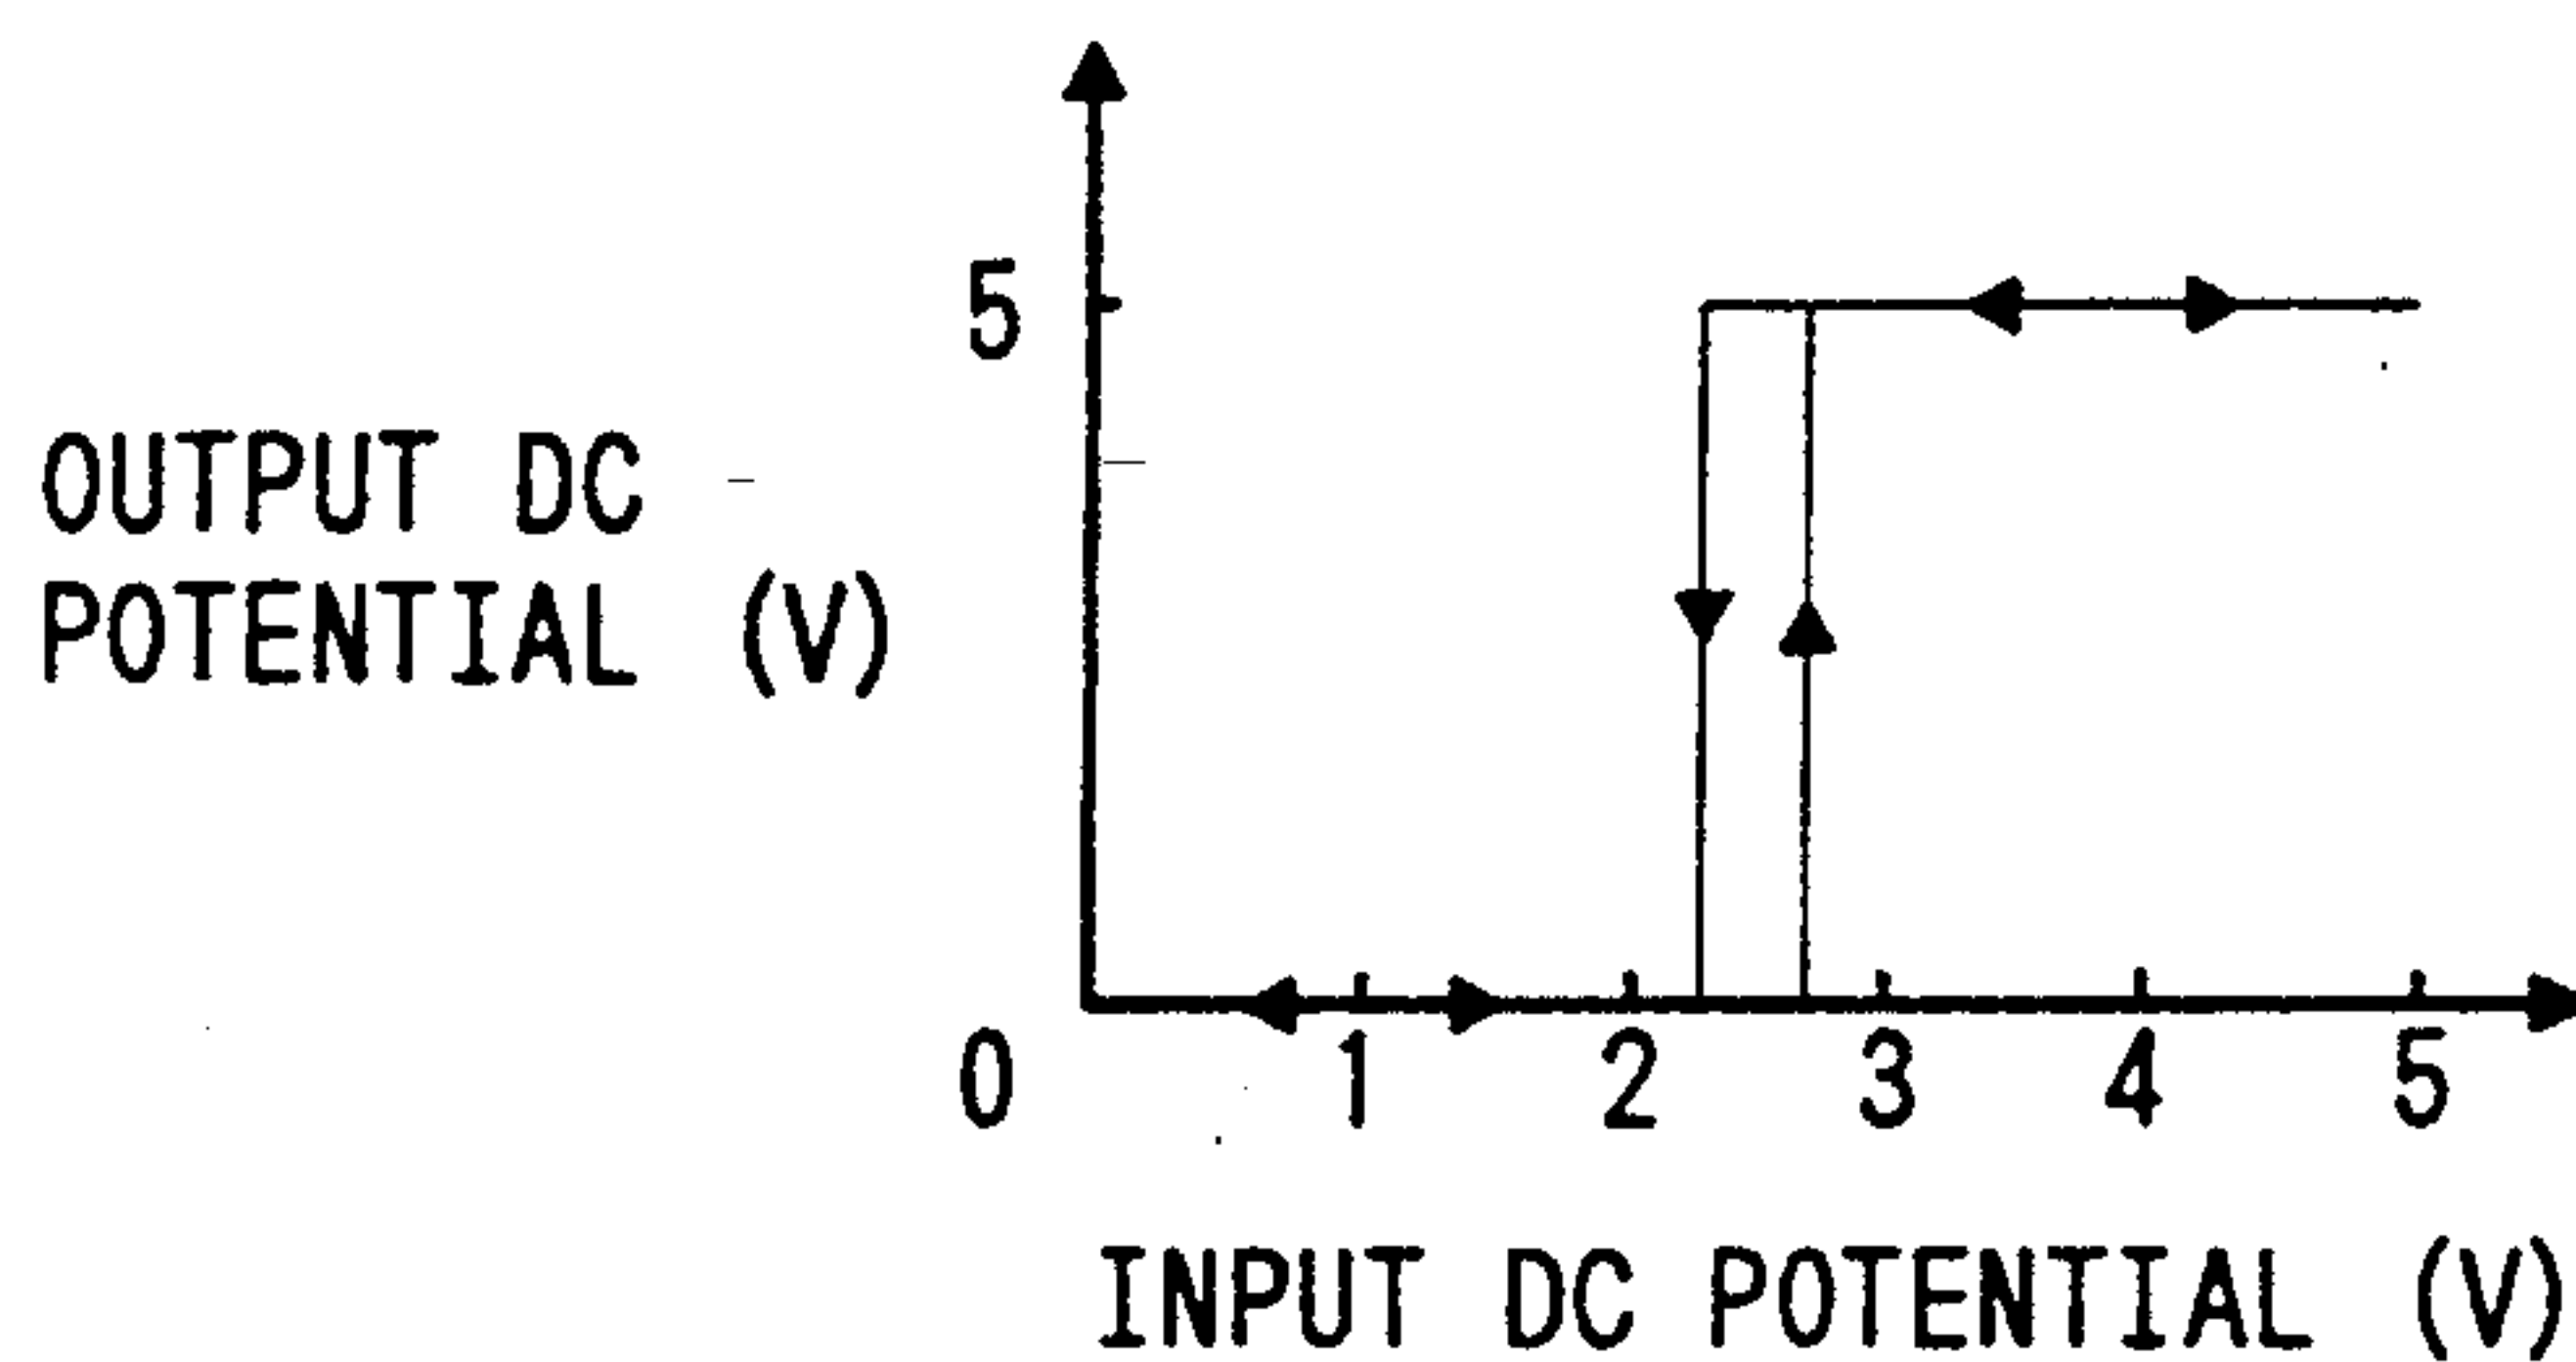 5
OUTPUT DC
POTENTIAL (V)
0 1 2 3 4 5
INPUT DC POTENTIAL (V)